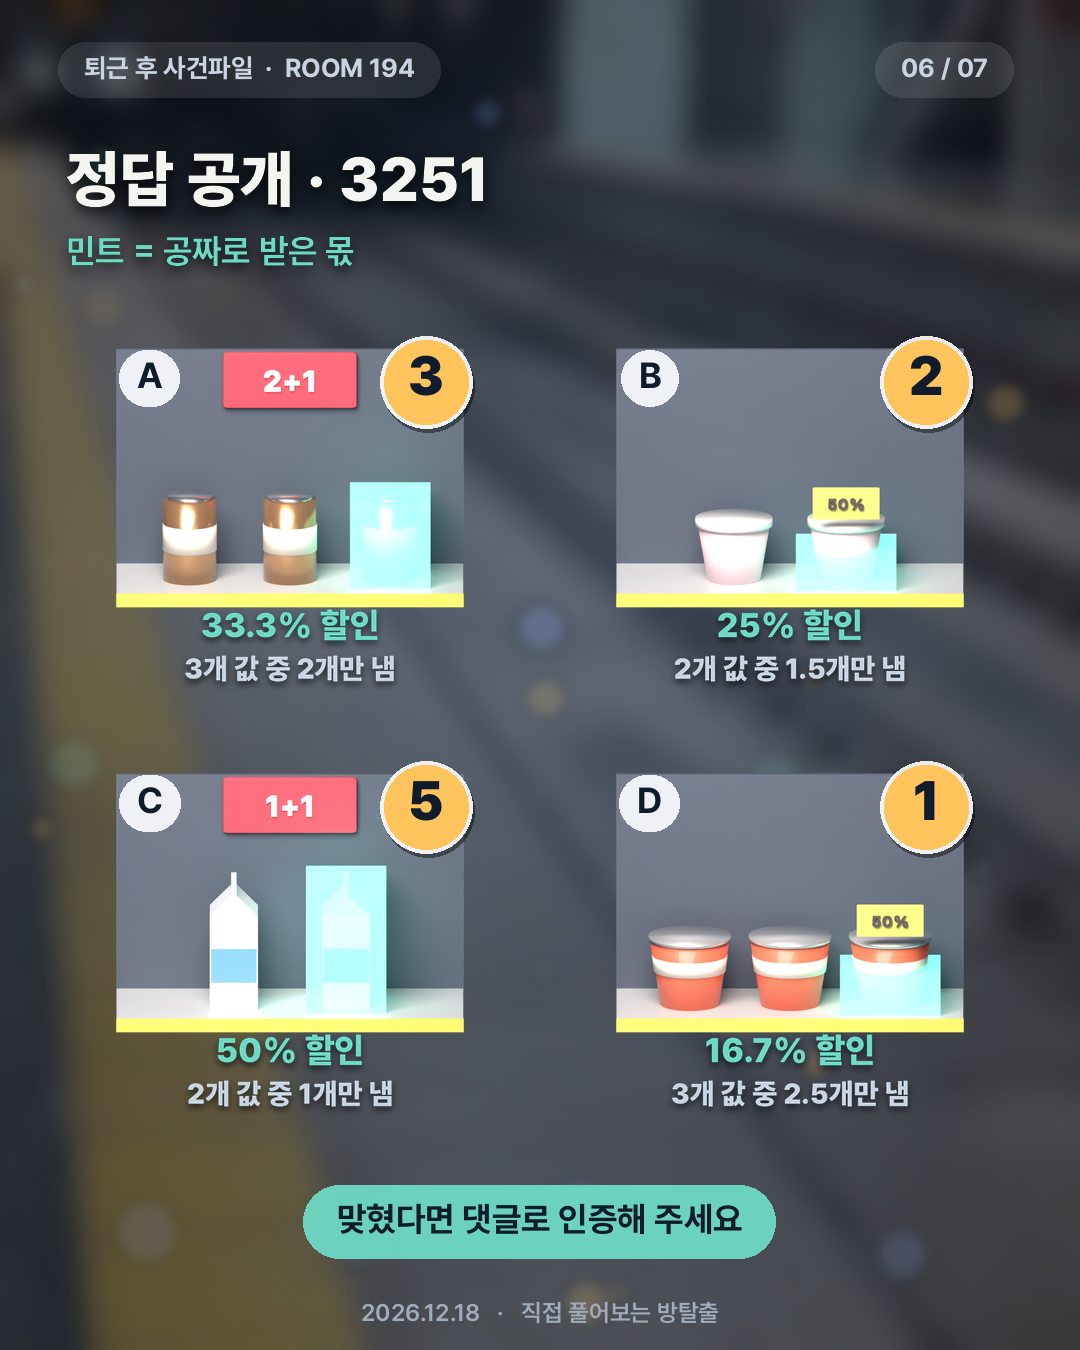 퇴근 후 사건파일 · ROOM 194
06 / 07
정답 공개 · 3251
민트 = 공짜로 받은 몫
A
2+1
3
33.3% 할인
3개 값 중 2개만 냄
B
2
50%
25% 할인
2개 값 중 1.5개만 냄
C
1+1
5
50% 할인
2개 값 중 1개만 냄
D
1
50%
16.7% 할인
3개 값 중 2.5개만 냄
맞혔다면 댓글로 인증해 주세요
2026.12.18 · 직접 풀어보는 방탈출